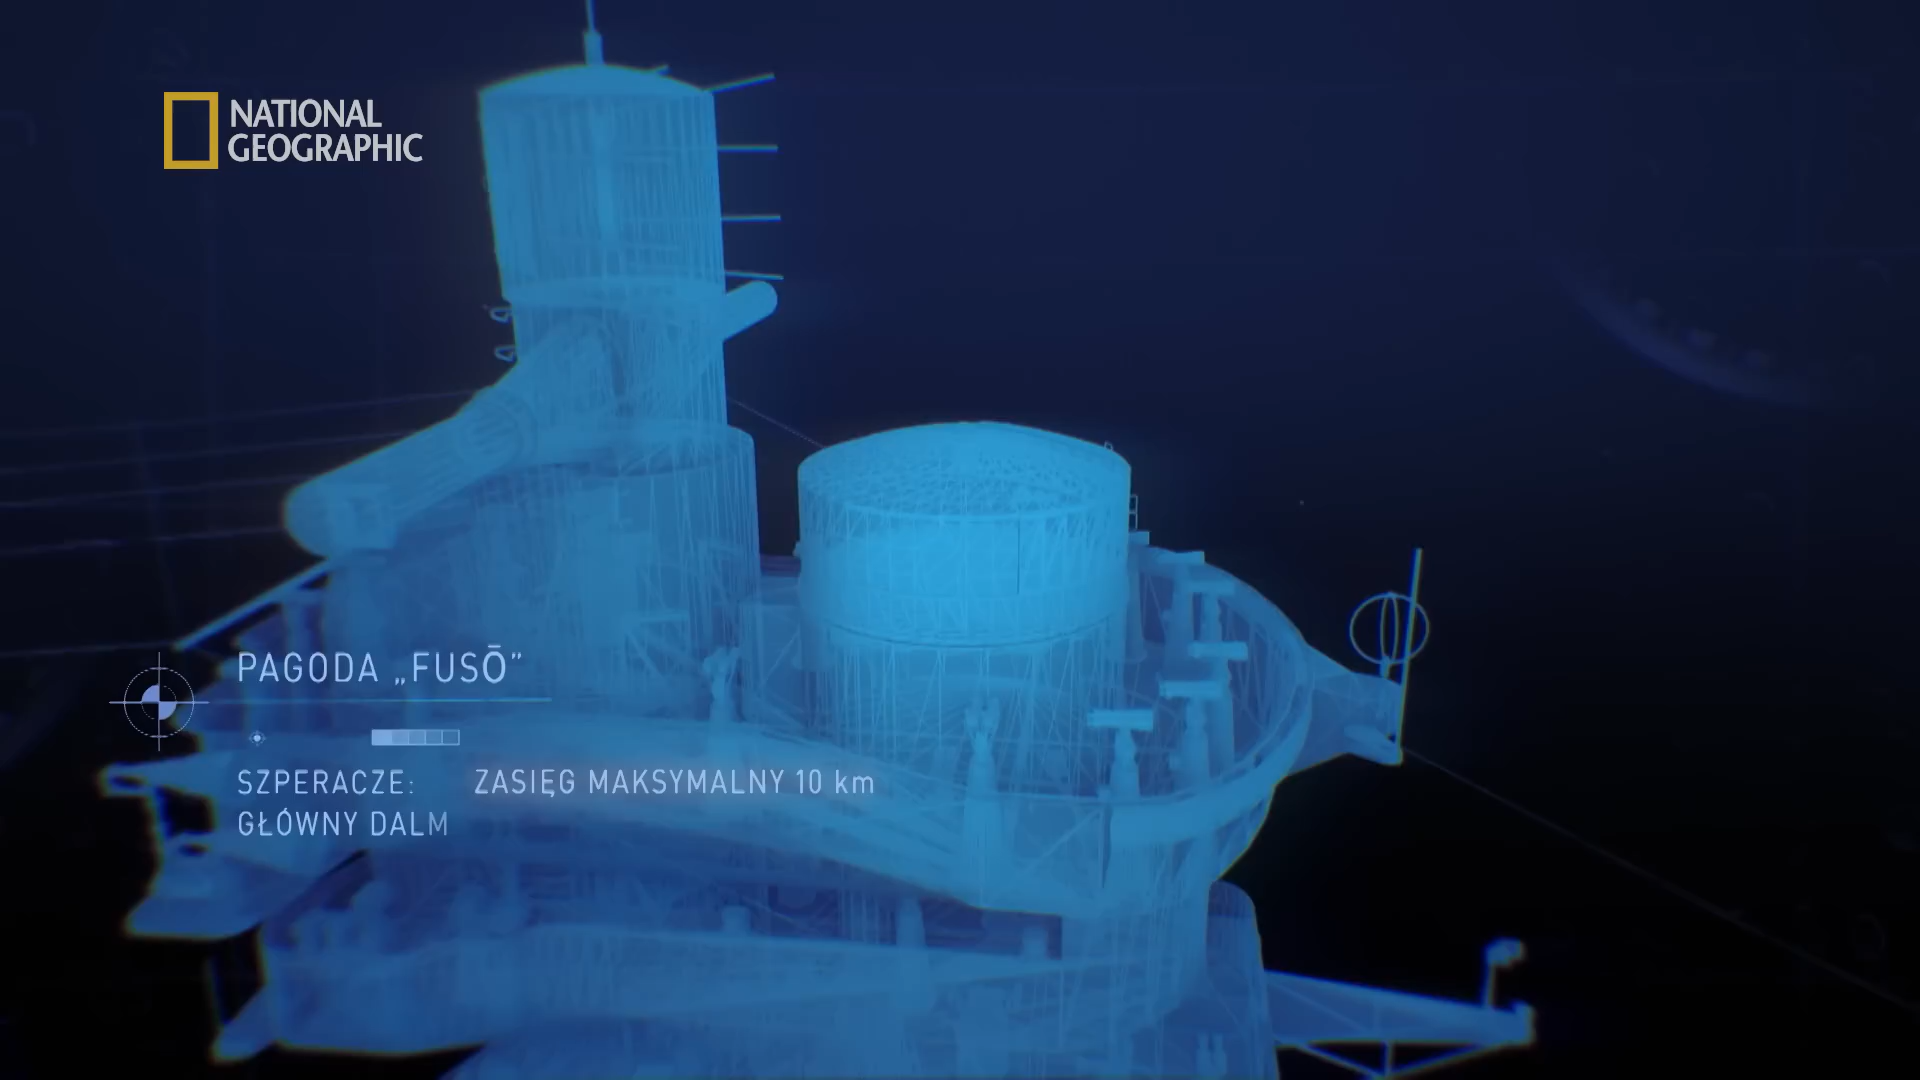 NATIONAL
GEOGRAPHIC
PAGODA „FUSŌ”
SZPERACZE: ZASIĘG MAKSYMALNY 10 km
GŁÓWNY DALM